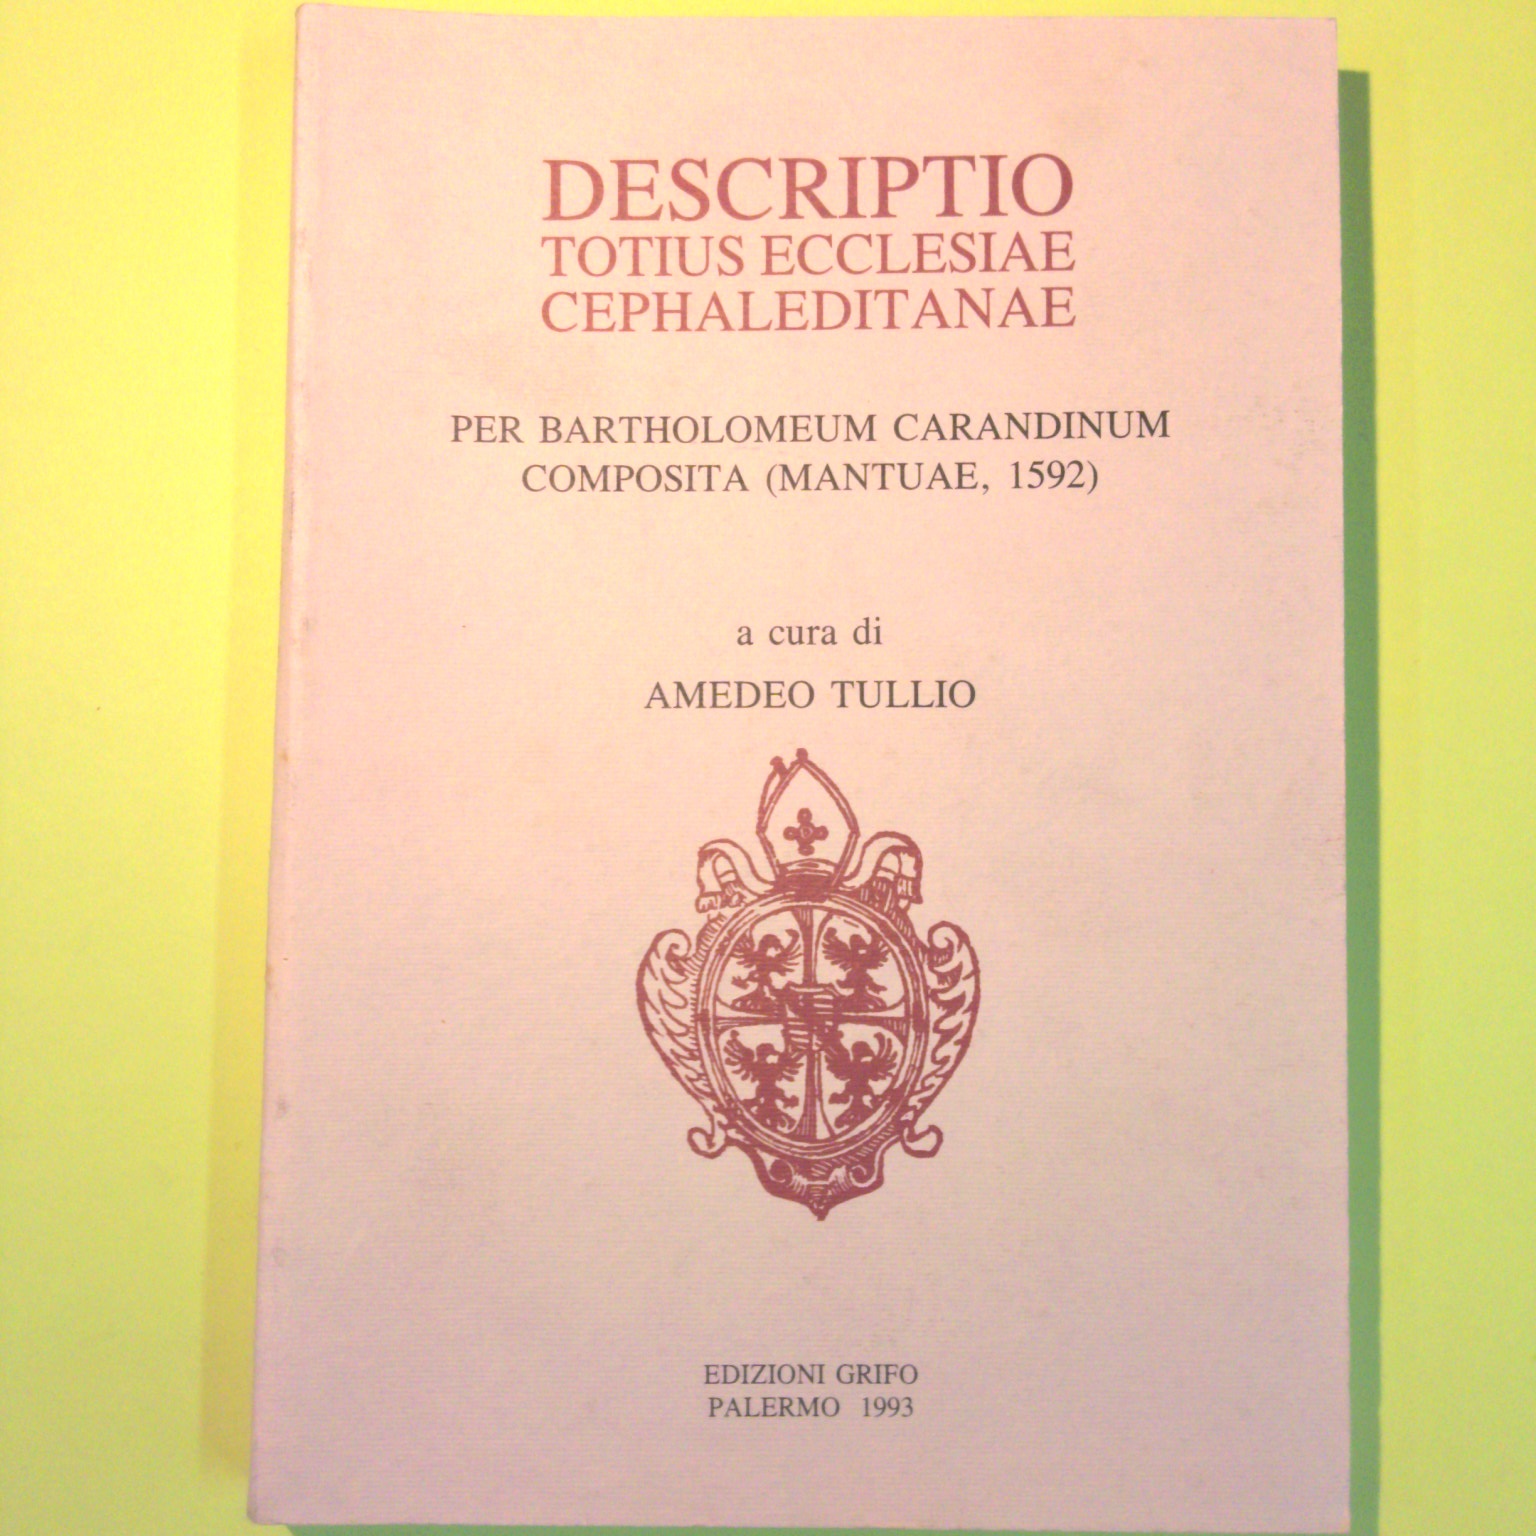 DESCRIPTIO
TOTIUS ECCLESIAE
CEPHALEDITANAE
PER BARTHOLOMEUM CARANDINUM
COMPOSITA (MANTUAE, 1592)
a cura di
AMEDEO TULLIO
EDIZIONI GRIFO
PALERMO 1993